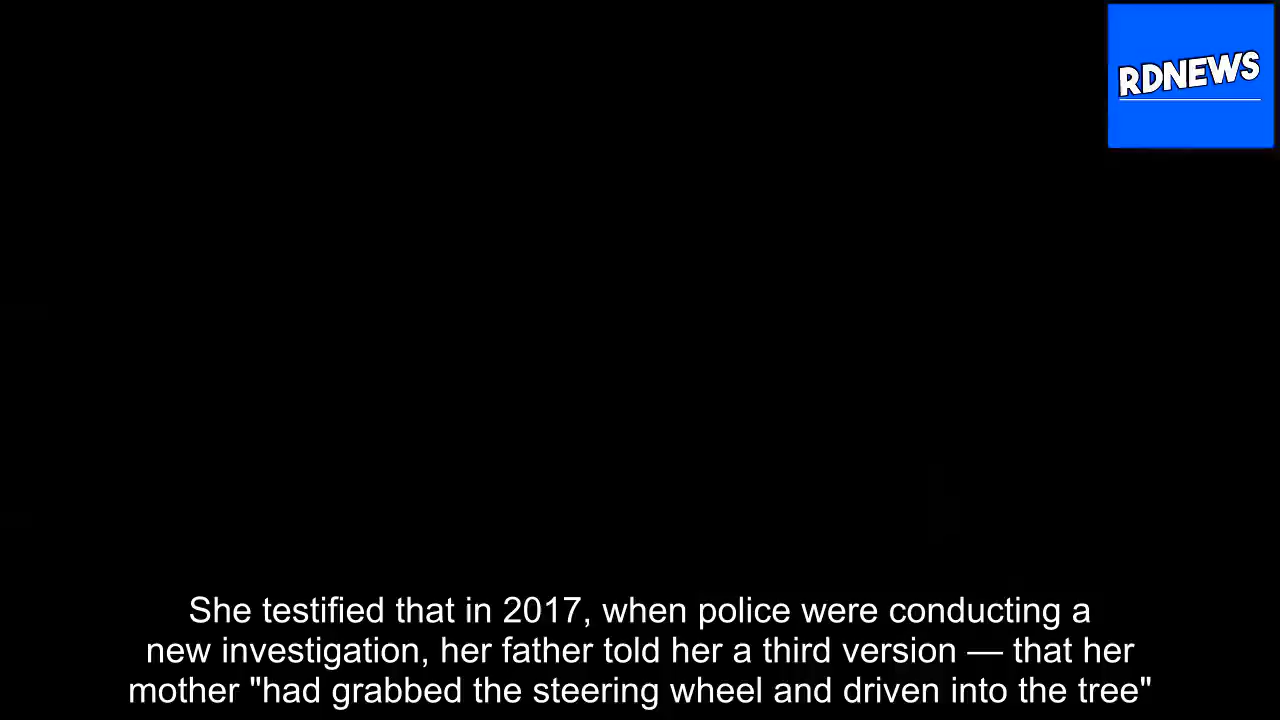 RDNEWS
She testified that in 2017, when police were conducting a
new investigation, her father told her a third version — that her
mother "had grabbed the steering wheel and driven into the tree"